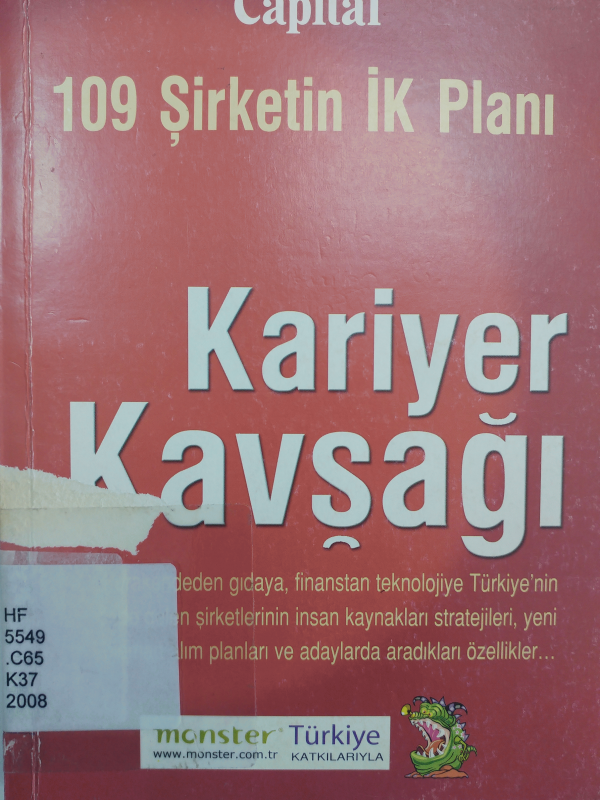 Capital
109 Şirketin İK Planı
Kariyer
Kavşağı
gıdaya, finanstan teknolojiye Türkiye'nin
şirketlerinin insan kaynakları stratejileri, yeni
planları ve adaylarda aradıkları özellikler...
HF
5549
.C65
K37
2008
monster Türkiye
www.monster.com.tr KATKILARIYLA